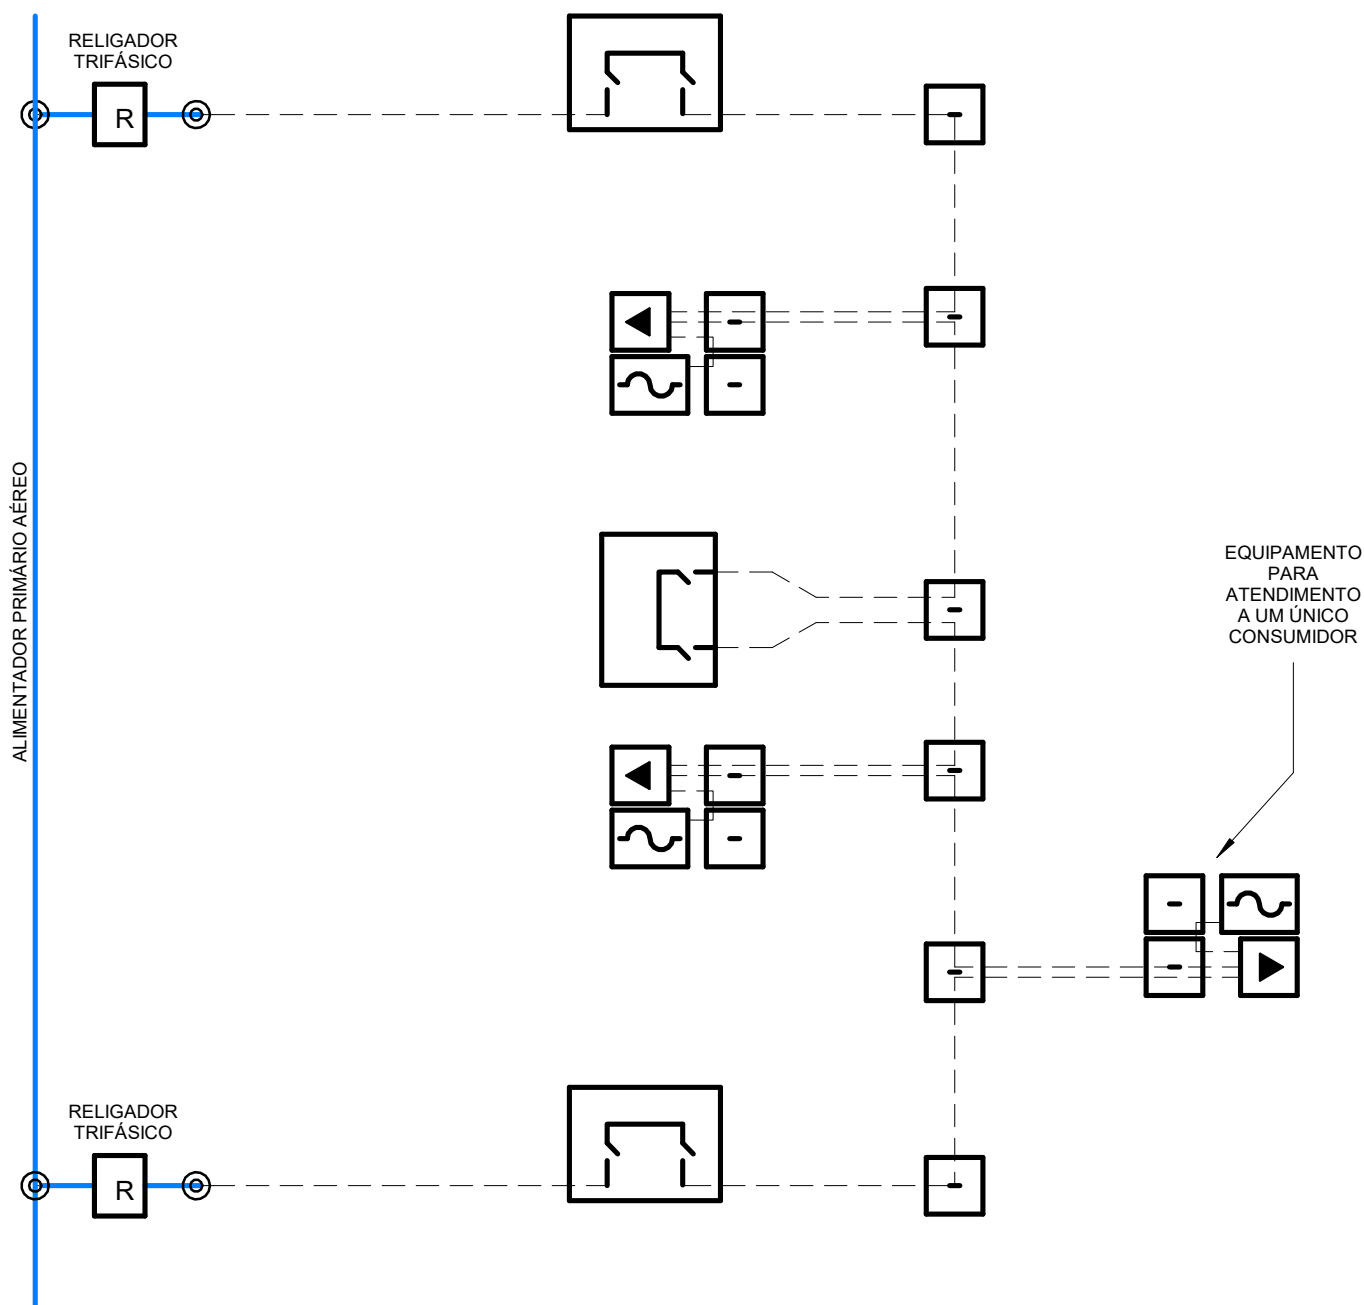 RELIGADOR
TRIFÁSICO
R
ALIMENTADOR PRIMÁRIO AÉREO
EQUIPAMENTO
PARA
ATENDIMENTO
A UM ÚNICO
CONSUMIDOR
RELIGADOR
TRIFÁSICO
R